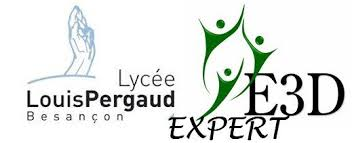 Lycée
LouisPergaud
Besançon
E3D
EXPERT